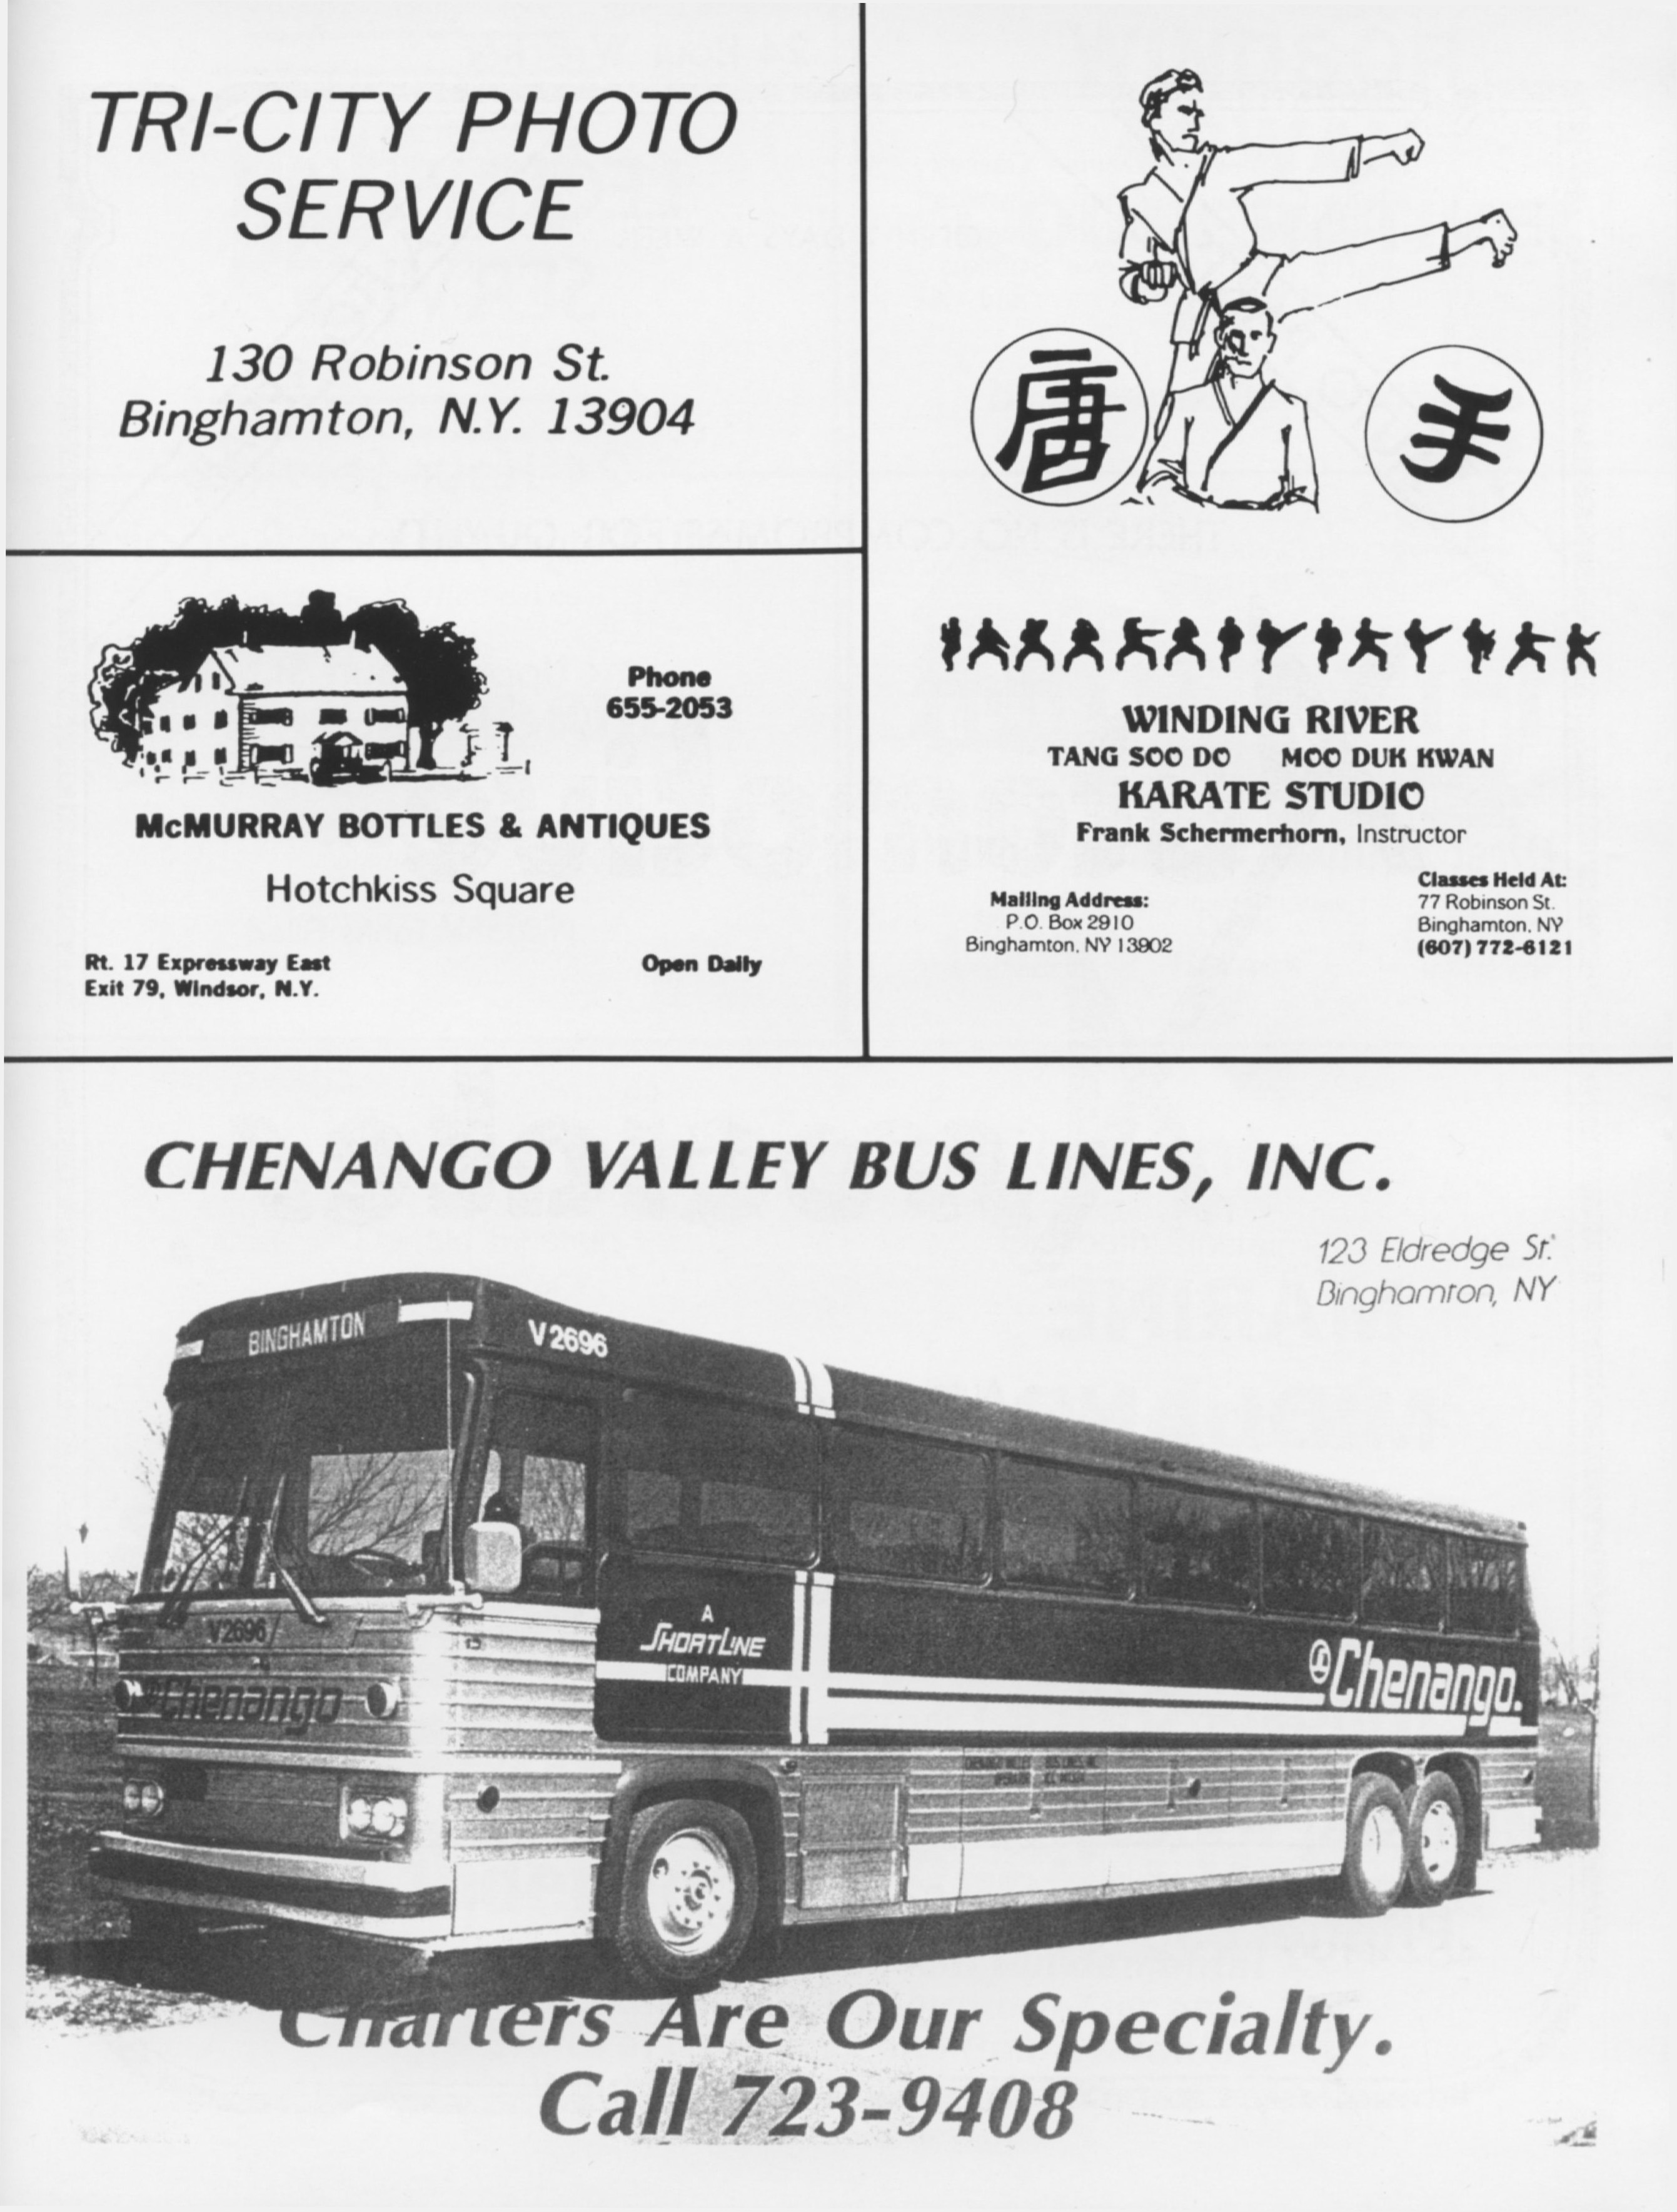 TRI-CITY PHOTO
SERVICE
130 Robinson St.
Binghamton, N.Y. 13904
Phone
655-2053
McMURRAY BOTTLES & ANTIQUES
Hotchkiss Square
Rt. 17 Expressway East
Exit 79, Windsor, N.Y.
Open Daily
唐
手
WINDING RIVER
TANG SOO DO MOO DUK KWAN
KARATE STUDIO
Frank Schermerhorn, Instructor
Mailing Address:
P.O. Box 2910
Binghamton, NY 13902
Classes Held At:
77 Robinson St.
Binghamton, NY
(607) 772-6121
CHENANGO VALLEY BUS LINES, INC.
123 Eldredge St.
Binghamton, NY
BINGHAMTON
V2696
V2696
Chenango
A
SHORTLINE
COMPANY
Chenango.
Charters Are Our Specialty.
Call 723-9408